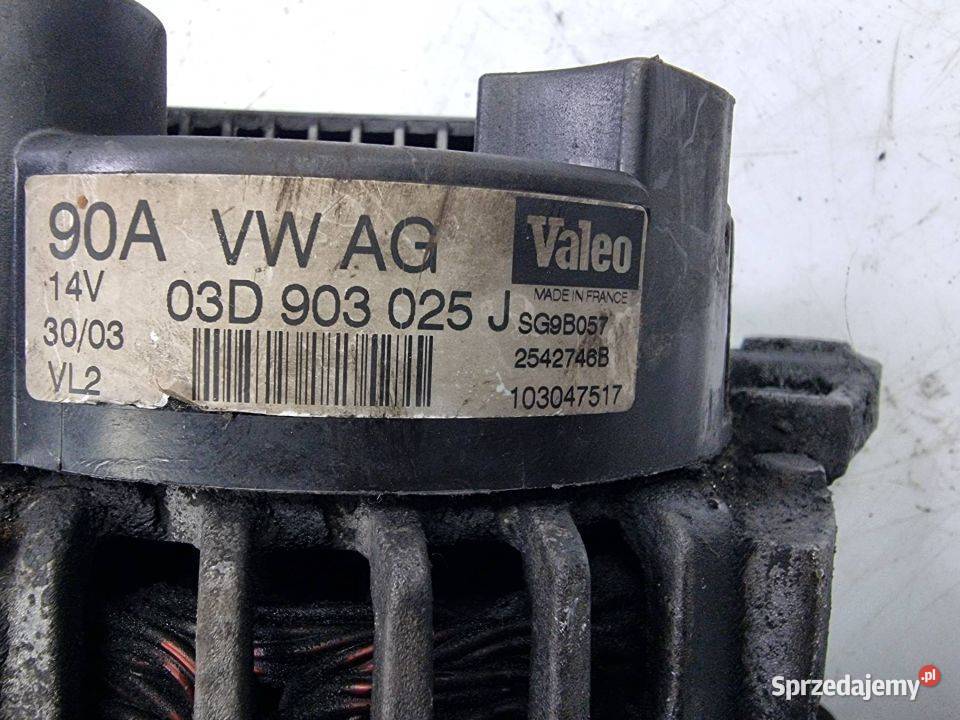 90A VW AG
Valeo
14V
03D 903 025 J
MADE IN FRANCE
30/03
SG9B057
2542746B
VL2
103047517
Sprzedajemy.pl